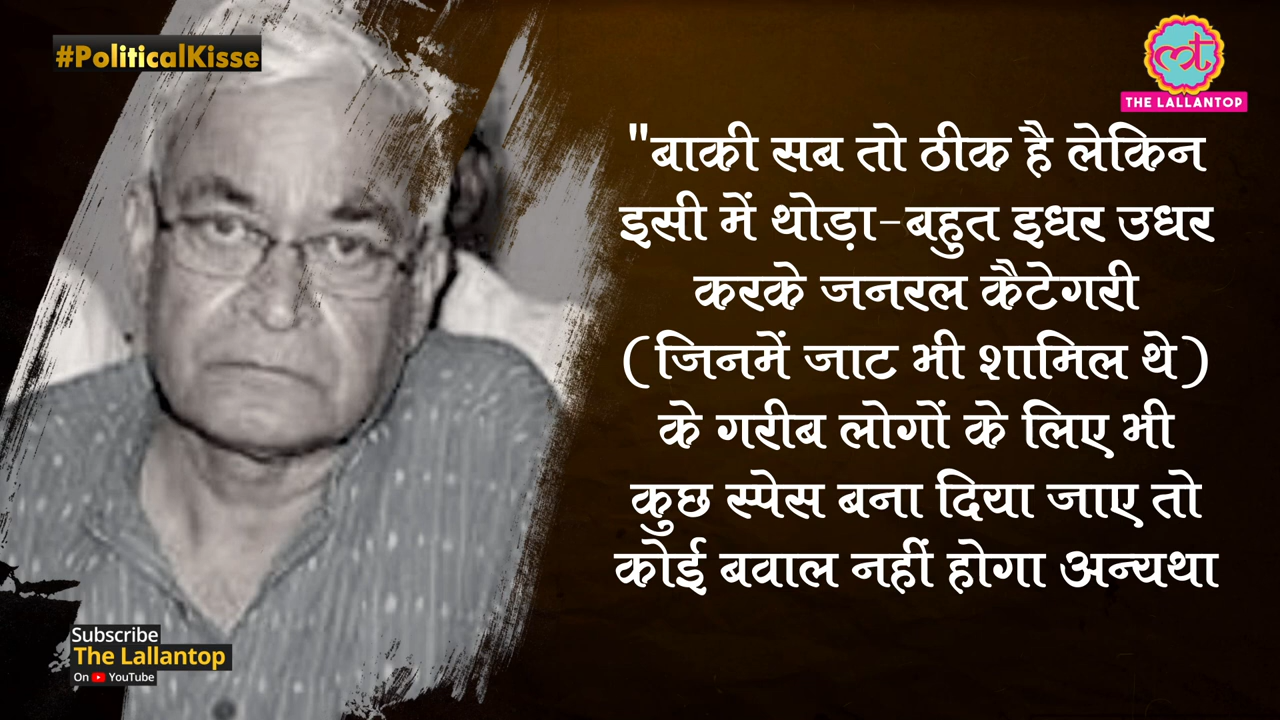 #PoliticalKisse
THE LALLANTOP
"बाकी सब तो ठीक है लेकिन
इसी में थोड़ा-बहुत इधर उधर
करके जनरल कैटेगरी
(जिनमें जाट भी शामिल थे)
के गरीब लोगों के लिए भी
कुछ स्पेस बना दिया जाए तो
कोई बवाल नहीं होगा अन्यथा
Subscribe
The Lallantop
On YouTube